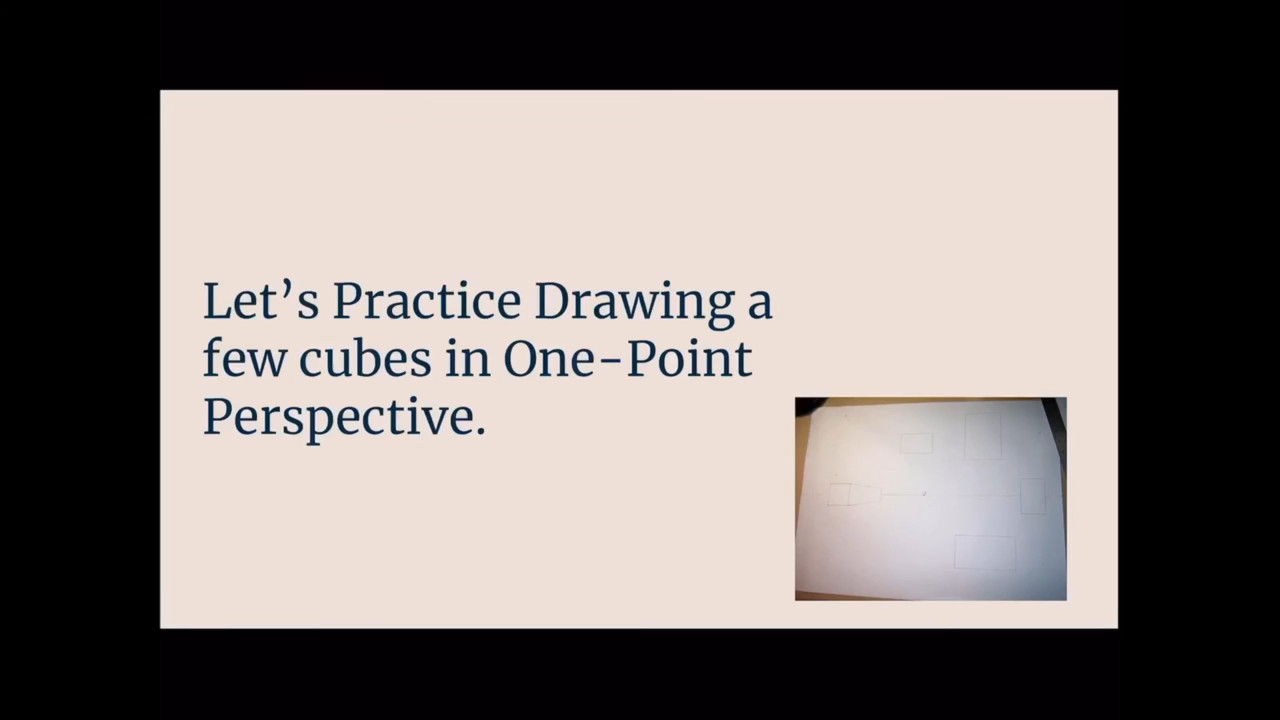 Let’s Practice Drawing a
few cubes in One-Point
Perspective.